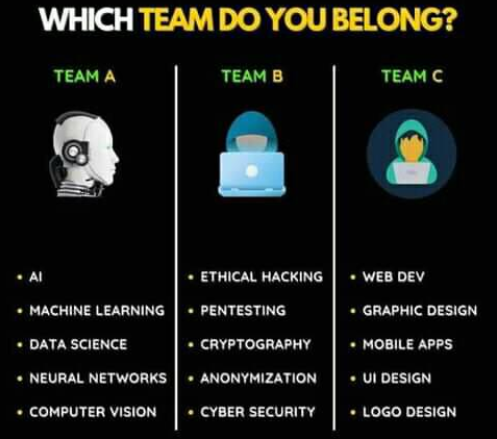 WHICH TEAM DO YOU BELONG?
TEAM A
AI
MACHINE LEARNING
DATA SCIENCE
NEURAL NETWORKS
COMPUTER VISION
TEAM B
ETHICAL HACKING
PENTESTING
CRYPTOGRAPHY
ANONYMIZATION
CYBER SECURITY
TEAM C
WEB DEV
GRAPHIC DESIGN
MOBILE APPS
UI DESIGN
LOGO DESIGN